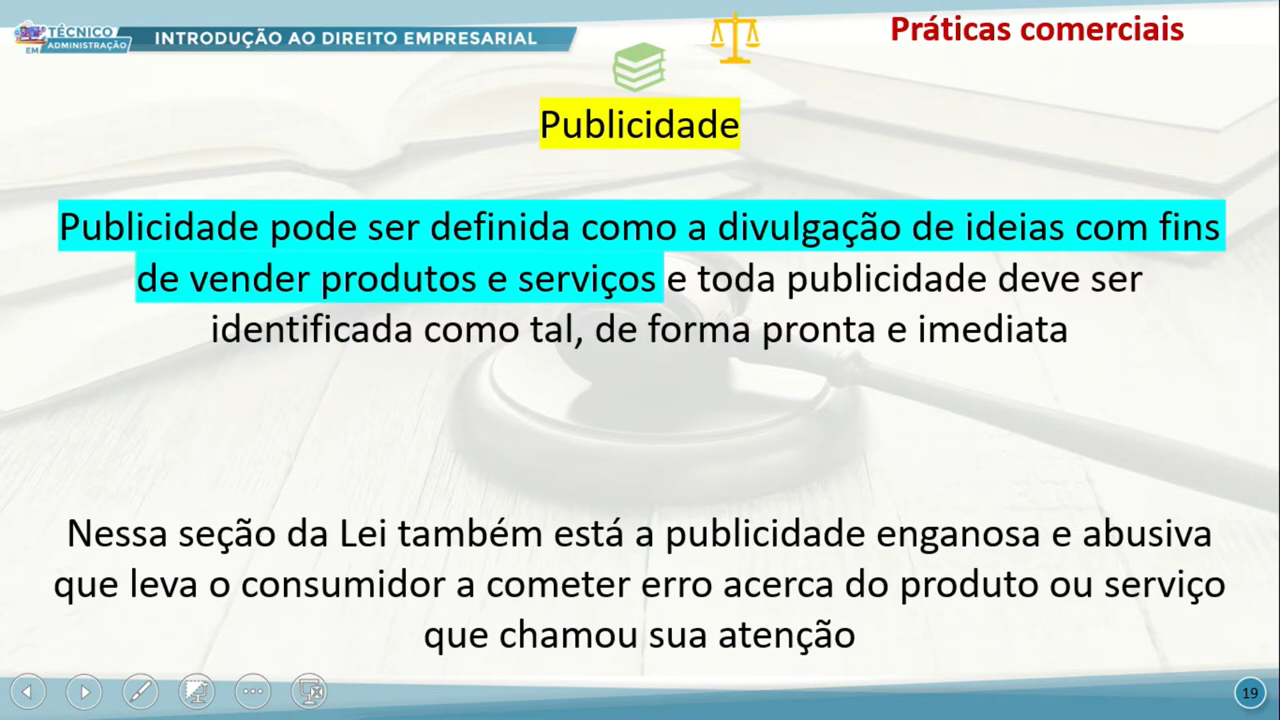 TÉCNICO
EM ADMINISTRAÇÃO
INTRODUÇÃO AO DIREITO EMPRESARIAL
Práticas comerciais
Publicidade
Publicidade pode ser definida como a divulgação de ideias com fins
de vender produtos e serviços e toda publicidade deve ser
identificada como tal, de forma pronta e imediata
Nessa seção da Lei também está a publicidade enganosa e abusiva
que leva o consumidor a cometer erro acerca do produto ou serviço
que chamou sua atenção
19